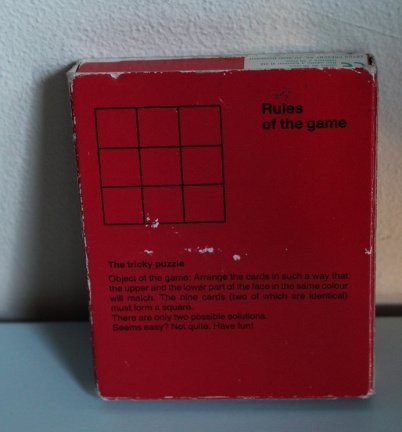 Rules
of the game
The tricky puzzle
Object of the game: Arrange the cards in such a way that
the upper and the lower part of the face in the same colour
will match. The nine cards (two of which are identical)
must form a square.
There are only two possible solutions.
Seems easy? Not quite. Have fun!